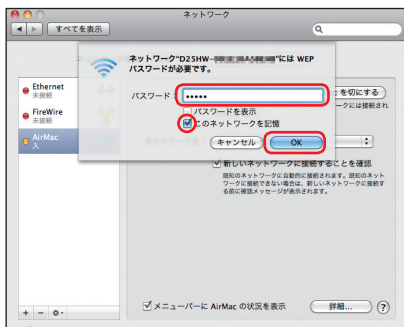 ネットワーク
すべてを表示
ネットワーク"D25HW-
"には WEP
パスワードが必要です。
Ethernet
未接続
パスワード：
•••••
を切にする
パスワードを表示
ークには接続され
FireWire
未接続
このネットワークを記憶
AirMac
入
キャンセル
OK
新しいネットワークに接続することを確認
既知のネットワークに自動的に接続されます。既知のネット
ワークに接続できない場合は、新しいネットワークに接続す
る前に確認メッセージが表示されます。
メニューバーに AirMac の状況を表示
詳細...
?